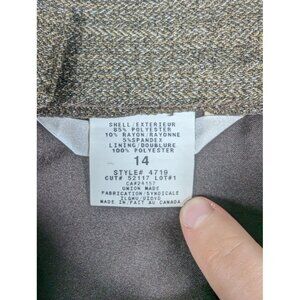 SHELL/EXTERIEUR
85% POLYESTER
10% RAYON/RAYONNE
5%SPANDEX
LINING/DOUBLURE
100% POLYESTER
14
STYLE# 4719
CUT# 52117 LOT#1
CA#24157
UNION MADE
FABRICATION/SYNDICALE
MADE IN/FAIT AU CANADA